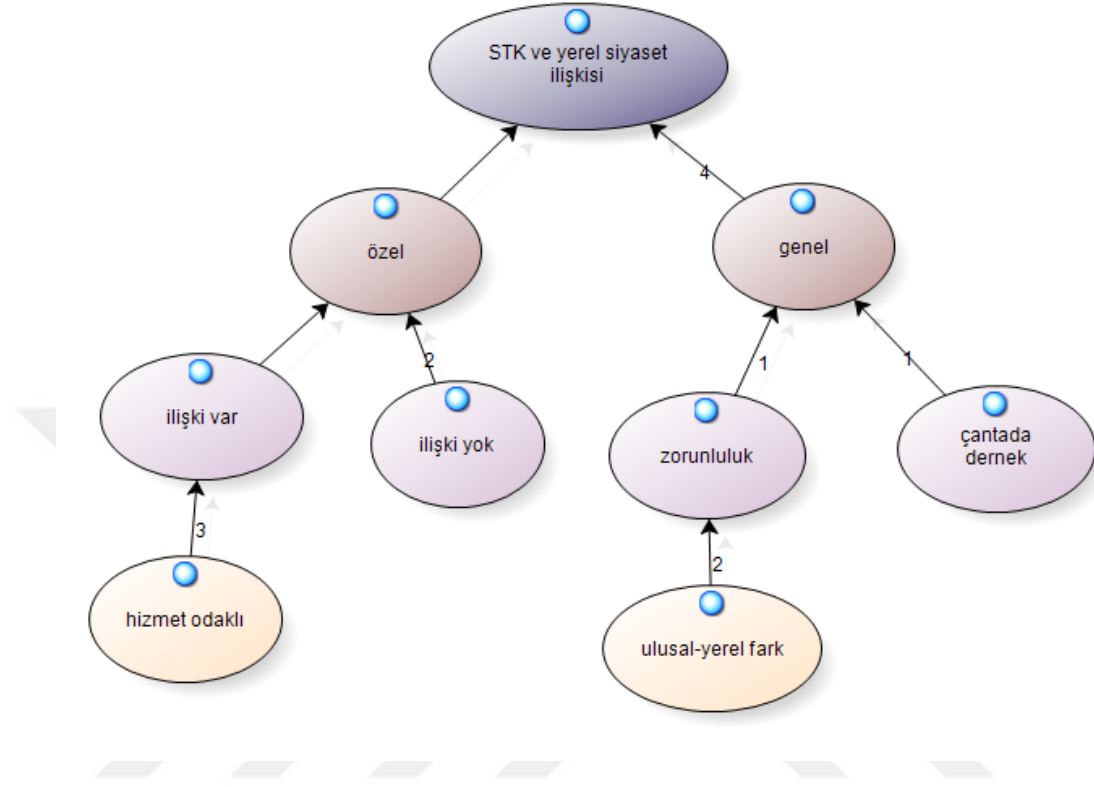 STK ve yerel siyaset
ilişkisi
4
özel
genel
2
1
1
ilişki var
ilişki yok
zorunluluk
çantada
dernek
3
2
hizmet odaklı
ulusal-yerel fark